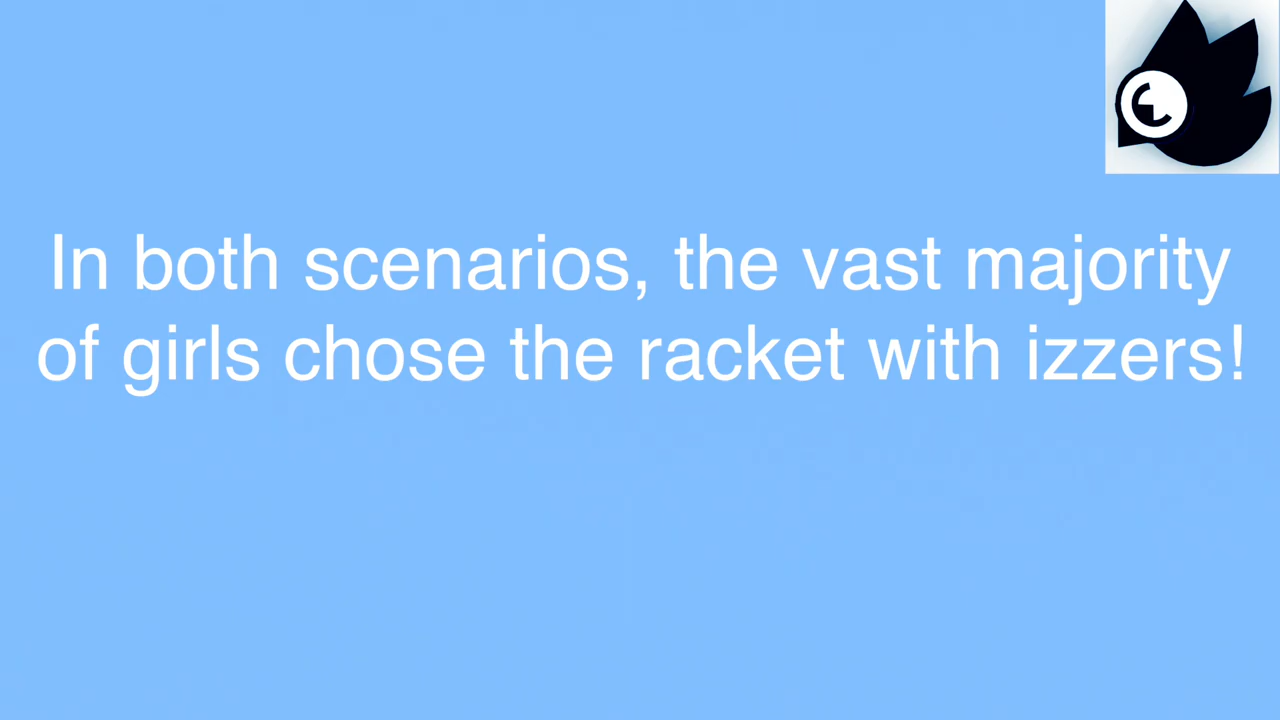 In both scenarios, the vast majority
of girls chose the racket with izzers!